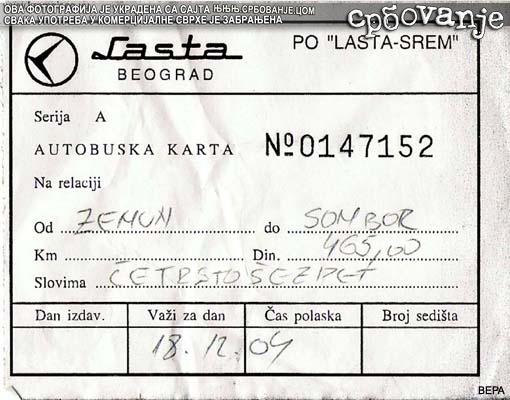 ОВА ФОТОГРАФИЈА ЈЕ УКРАДЕНА СА САЈТА ЊЊЊ.СРБОВАЊЕ.ЦОМ
СВАКА УПОТРЕБА У КОМЕРЦИЈАЛНЕ СВРХЕ ЈЕ ЗАБРАЊЕНА
србовање
Lasta
BEOGRAD
PO "LASTA-SREM"
Serija A
AUTOBUSKA KARTA Nº0147152
Na relaciji
Od ZEMUN do SOMBOR
Km Din. 465,00
Slovima ČETRSTOŠEZPET
Dan izdav. Važi za dan Čas polaska Broj sedišta
18.12.04
ВЕРА